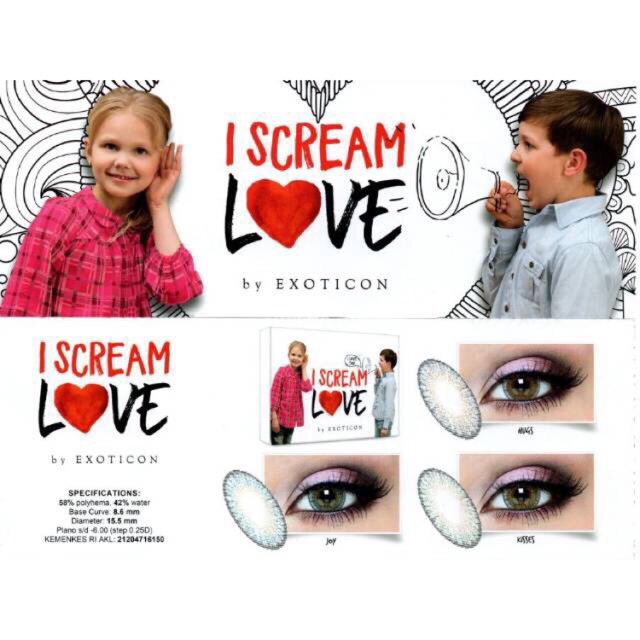 I SCREAM
LOVE
by EXOTICON
I SCREAM
LOVE
by EXOTICON
SPECIFICATIONS:
58% polyhema, 42% water
Base Curve: 8.6 mm
Diameter: 15.5 mm
Plano s/d -6.00 (step 0.25D)
KEMENKES RI AKL: 21204716150
I SCREAM
LOVE
by EXOTICON
HUGS
JOY
KISSES